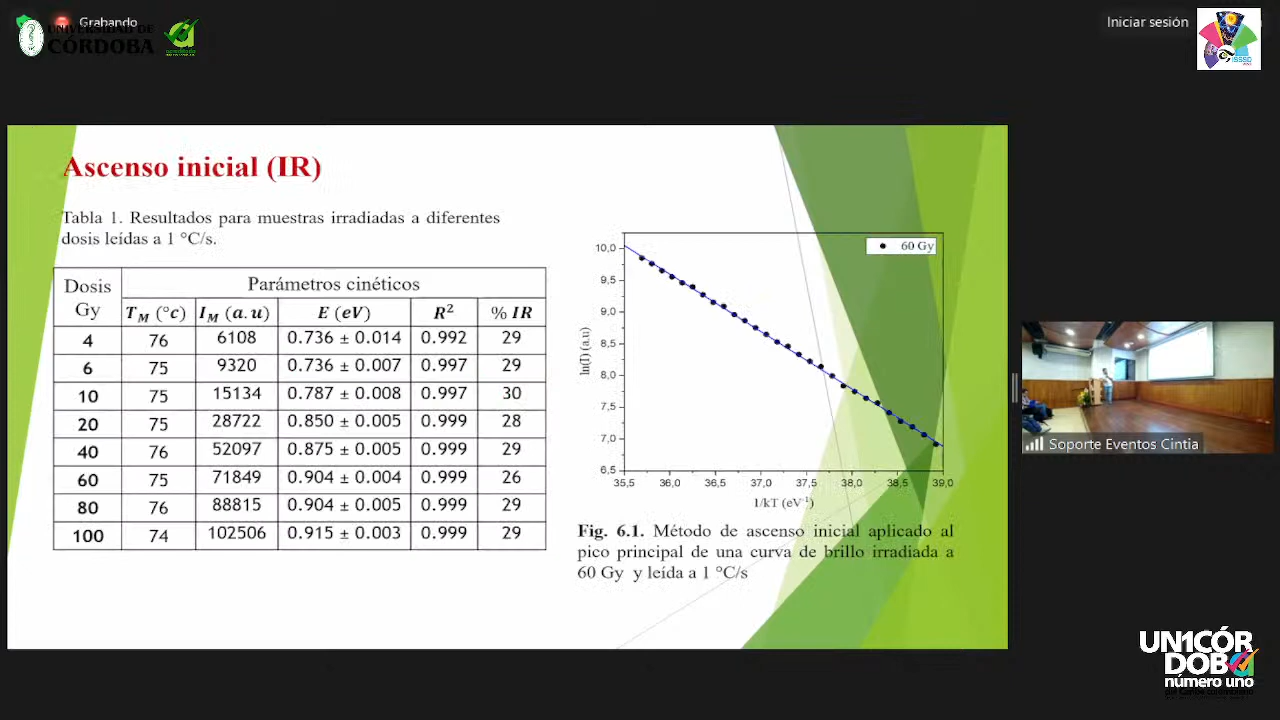 Grabando
UNIVERSIDAD DE
CÓRDOBA
Iniciar sesión
Ascenso inicial (IR)
Tabla 1. Resultados para muestras irradiadas a diferentes
dosis leídas a 1 °C/s.
Dosis Gy Parámetros cinéticos
T_M (°c) I_M (a.u) E (eV) R² % IR
4 76 6108 0.736 ± 0.014 0.992 29
6 75 9320 0.736 ± 0.007 0.997 29
10 75 15134 0.787 ± 0.008 0.997 30
20 75 28722 0.850 ± 0.005 0.999 28
40 76 52097 0.875 ± 0.005 0.999 29
60 75 71849 0.904 ± 0.004 0.999 26
80 76 88815 0.904 ± 0.005 0.999 29
100 74 102506 0.915 ± 0.003 0.999 29
60 Gy
ln(I) (a.u)
10,0
9,5
9,0
8,5
8,0
7,5
7,0
6,5
35,5 36,0 36,5 37,0 37,5 38,0 38,5 39,0
1/kT (eV⁻¹)
Fig. 6.1. Método de ascenso inicial aplicado al
pico principal de una curva de brillo irradiada a
60 Gy y leída a 1 °C/s
Soporte Eventos Cintia
UN1CÓR
DOBA
número uno